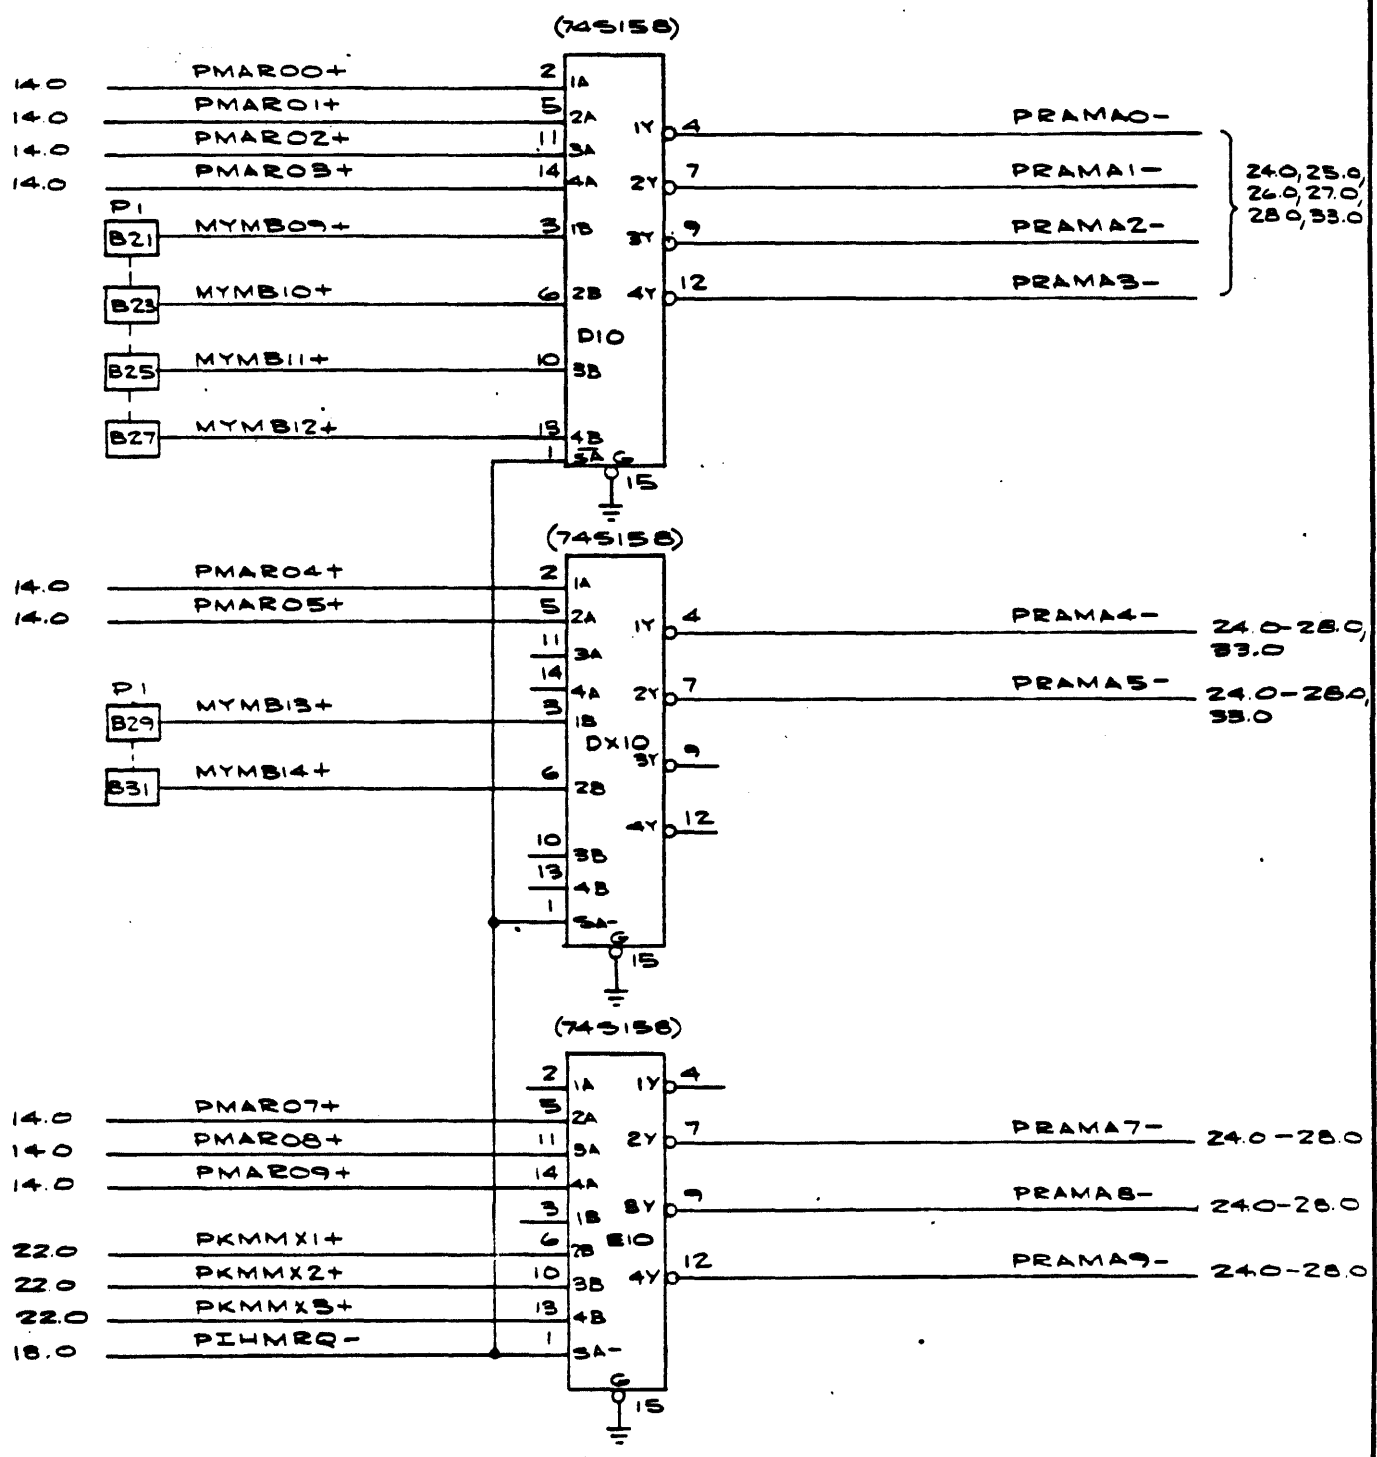 (74S158)
14.0 PMAR00+ 2 1A
14.0 PMAR01+ 5 2A
14.0 PMAR02+ 11 3A
14.0 PMAR03+ 14 4A
1Y 4 PRAMA0-
2Y 7 PRAMA1-
3Y 9 PRAMA2-
4Y 12 PRAMA3-
24.0, 25.0,
26.0, 27.0,
28.0, 33.0
P1
B21 MYMB09+ 3 1B
B23 MYMB10+ 6 2B
D10
B25 MYMB11+ 10 3B
B27 MYMB12+ 13 4B
1 SA G
15
(74S158)
14.0 PMAR04+ 2 1A
14.0 PMAR05+ 5 2A
11 3A
14 4A
1Y 4 PRAMA4- 24.0-28.0,
33.0
2Y 7 PRAMA5- 24.0-28.0,
33.0
P1
B29 MYMB13+ 3 1B
DX10
3Y 9
B31 MYMB14+ 6 2B
4Y 12
10 3B
13 4B
1 SA-
G
15
(74S158)
2 1A 1Y 4
14.0 PMAR07+ 5 2A
14.0 PMAR08+ 11 3A
14.0 PMAR09+ 14 4A
2Y 7 PRAMA7- 24.0-28.0
3Y 9 PRAMA8- 24.0-28.0
4Y 12 PRAMA9- 24.0-28.0
3 1B
E10
22.0 PKMMX1+ 6 2B
22.0 PKMMX2+ 10 3B
22.0 PKMMX3+ 13 4B
18.0 PIHMRQ- 1 SA-
G
15